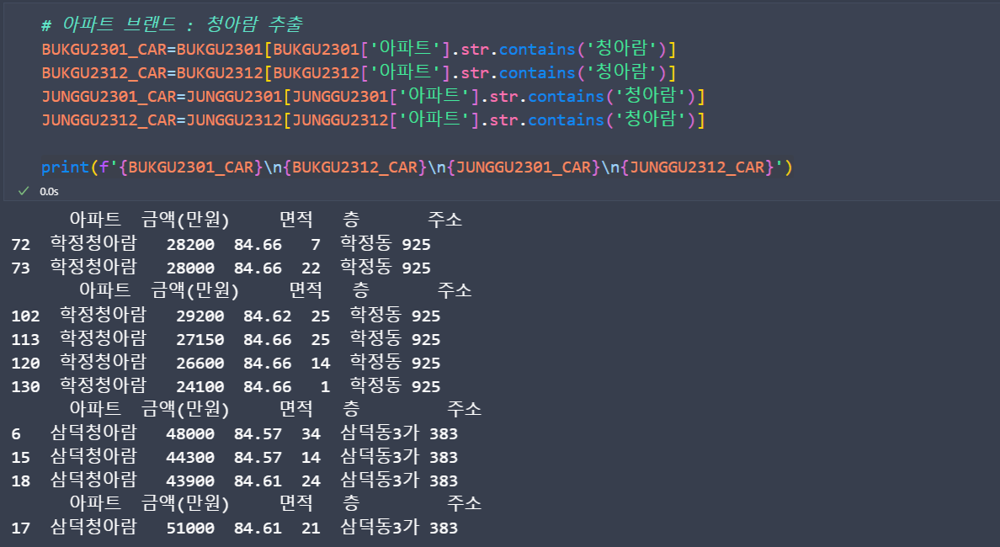 # 아파트 브랜드 : 청아람 추출
BUKGU2301_CAR=BUKGU2301[BUKGU2301['아파트'].str.contains('청아람')]
BUKGU2312_CAR=BUKGU2312[BUKGU2312['아파트'].str.contains('청아람')]
JUNGGU2301_CAR=JUNGGU2301[JUNGGU2301['아파트'].str.contains('청아람')]
JUNGGU2312_CAR=JUNGGU2312[JUNGGU2312['아파트'].str.contains('청아람')]
print(f'{BUKGU2301_CAR}\n{BUKGU2312_CAR}\n{JUNGGU2301_CAR}\n{JUNGGU2312_CAR}')
✓ 0.0s
아파트 금액(만원) 면적 층 주소
72 학정청아람 28200 84.66 7 학정동 925
73 학정청아람 28000 84.66 22 학정동 925
아파트 금액(만원) 면적 층 주소
102 학정청아람 29200 84.62 25 학정동 925
113 학정청아람 27150 84.66 25 학정동 925
120 학정청아람 26600 84.66 14 학정동 925
130 학정청아람 24100 84.66 1 학정동 925
아파트 금액(만원) 면적 층 주소
6 삼덕청아람 48000 84.57 34 삼덕동3가 383
15 삼덕청아람 44300 84.57 14 삼덕동3가 383
18 삼덕청아람 43900 84.61 24 삼덕동3가 383
아파트 금액(만원) 면적 층 주소
17 삼덕청아람 51000 84.61 21 삼덕동3가 383